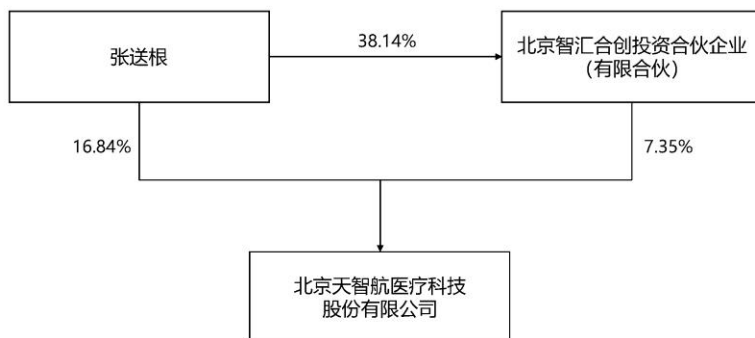 张送根
38.14%
北京智汇合创投资合伙企业
（有限合伙）
16.84%
7.35%
北京天智航医疗科技
股份有限公司